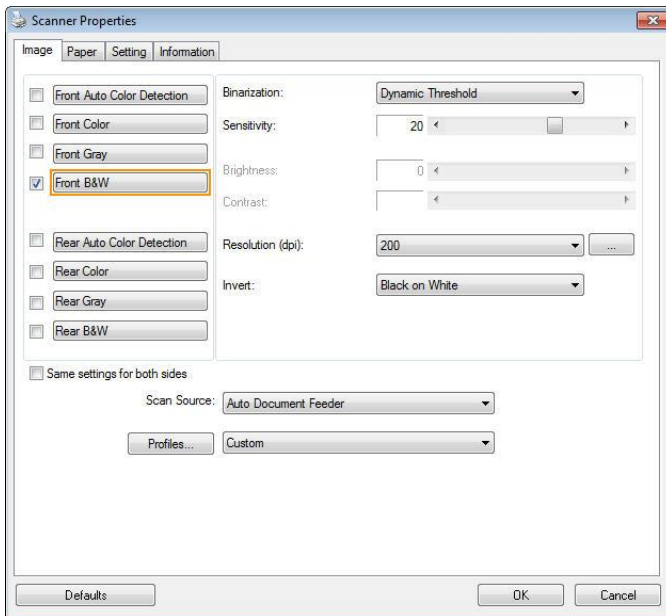 Scanner Properties
Image Paper Setting Information
Front Auto Color Detection
Front Color
Front Gray
Front B&W
Rear Auto Color Detection
Rear Color
Rear Gray
Rear B&W
Binarization: Dynamic Threshold
Sensitivity: 20
Brightness: 0
Contrast:
Resolution (dpi): 200 ...
Invert: Black on White
Same settings for both sides
Scan Source: Auto Document Feeder
Profiles... Custom
Defaults OK Cancel